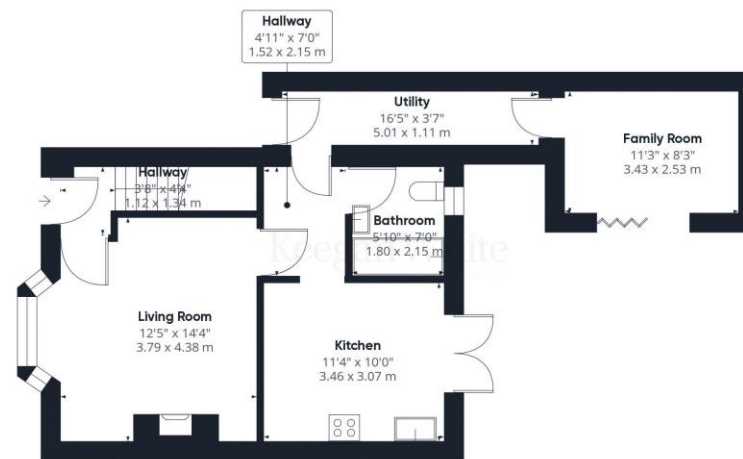 Hallway
4'11" x 7'0"
1.52 x 2.15 m
Utility
16'5" x 3'7"
5.01 x 1.11 m
Family Room
11'3" x 8'3"
3.43 x 2.53 m
Hallway
3'8" x 4'4"
1.12 x 1.34 m
Bathroom
5'10" x 7'0"
1.80 x 2.15 m
Keegan White
Living Room
12'5" x 14'4"
3.79 x 4.38 m
Kitchen
11'4" x 10'0"
3.46 x 3.07 m